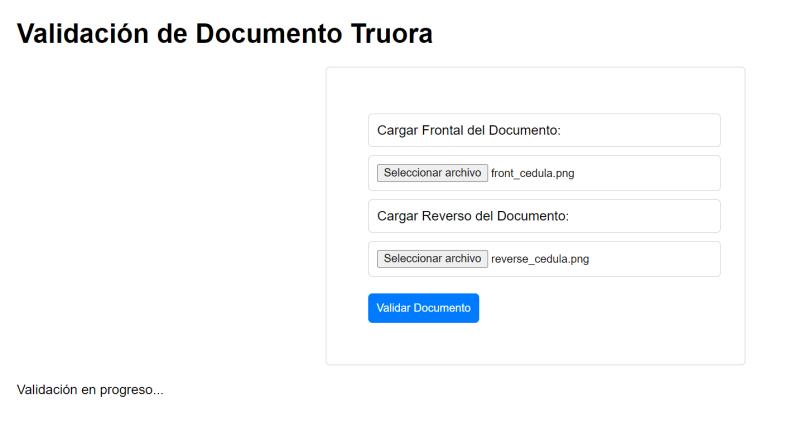 Validación de Documento Truora
Cargar Frontal del Documento:
Seleccionar archivo front_cedula.png
Cargar Reverso del Documento:
Seleccionar archivo reverse_cedula.png
Validar Documento
Validación en progreso...